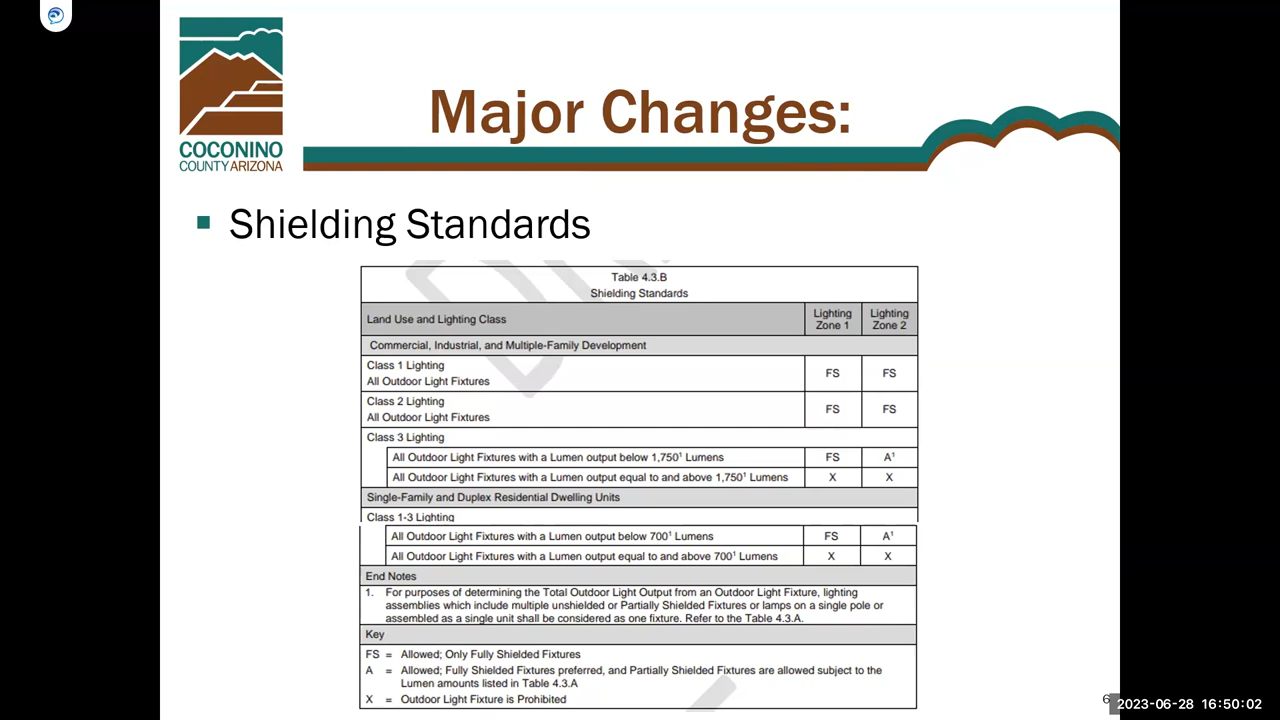 COCONINO
COUNTY ARIZONA
Major Changes:
Shielding Standards
Table 4.3.B
Shielding Standards
Land Use and Lighting Class
Lighting Zone 1
Lighting Zone 2
Commercial, Industrial, and Multiple-Family Development
Class 1 Lighting
All Outdoor Light Fixtures
FS FS
Class 2 Lighting
All Outdoor Light Fixtures
FS FS
Class 3 Lighting
All Outdoor Light Fixtures with a Lumen output below 1,750¹ Lumens FS A¹
All Outdoor Light Fixtures with a Lumen output equal to and above 1,750¹ Lumens X X
Single-Family and Duplex Residential Dwelling Units
Class 1-3 Lighting
All Outdoor Light Fixtures with a Lumen output below 700¹ Lumens FS A¹
All Outdoor Light Fixtures with a Lumen output equal to and above 700¹ Lumens X X
End Notes
1. For purposes of determining the Total Outdoor Light Output from an Outdoor Light Fixture, lighting
assemblies which include multiple unshielded or Partially Shielded Fixtures or lamps on a single pole or
assembled as a single unit shall be considered as one fixture. Refer to the Table 4.3.A.
Key
FS = Allowed; Only Fully Shielded Fixtures
A = Allowed; Fully Shielded Fixtures preferred, and Partially Shielded Fixtures are allowed subject to the
Lumen amounts listed in Table 4.3.A
X = Outdoor Light Fixture is Prohibited
6
2023-06-28 16:50:02